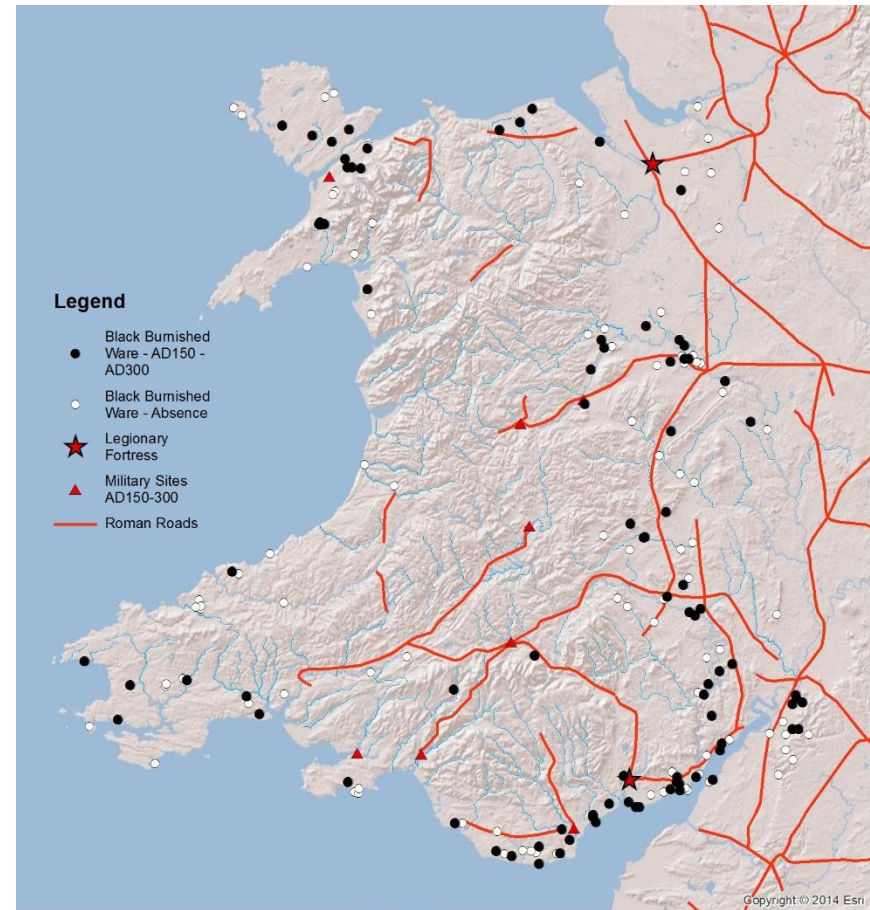 Legend
Black Burnished
Ware - AD150 -
AD300
Black Burnished
Ware - Absence
Legionary
Fortress
Military Sites
AD150-300
Roman Roads
Copyright:© 2014 Esri